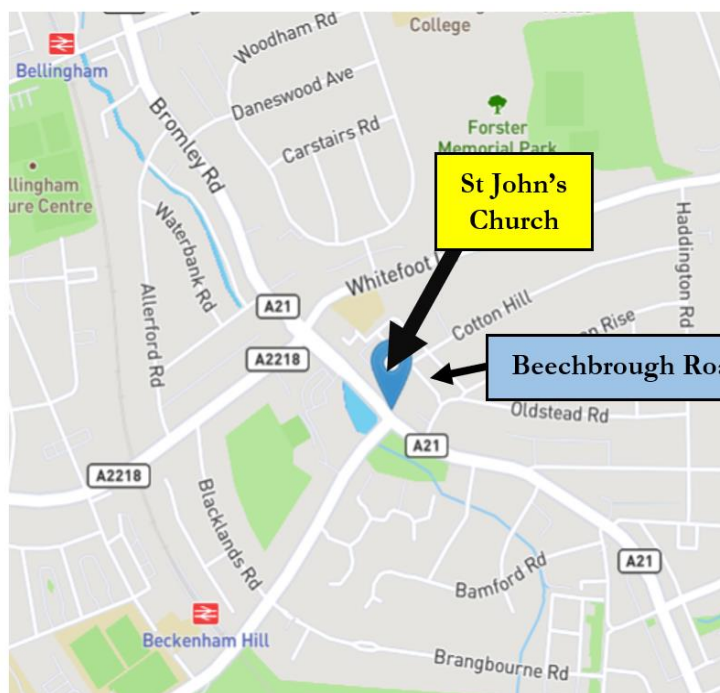 College
Woodham Rd
Bellingham
Daneswood Ave
Bromley Rd
Carstairs Rd
Forster
Memorial Park
St John's
Church
llingham
ure Centre
Waterbank Rd
Allerford Rd
Whitefoot
Haddington Rd
A21
Cotton Hill
Rise
A2218
Beechbrough Roa
Oldstead Rd
A21
A2218
Blacklands Rd
A21
Bamford Rd
Beckenham Hill
Brangbourne Rd